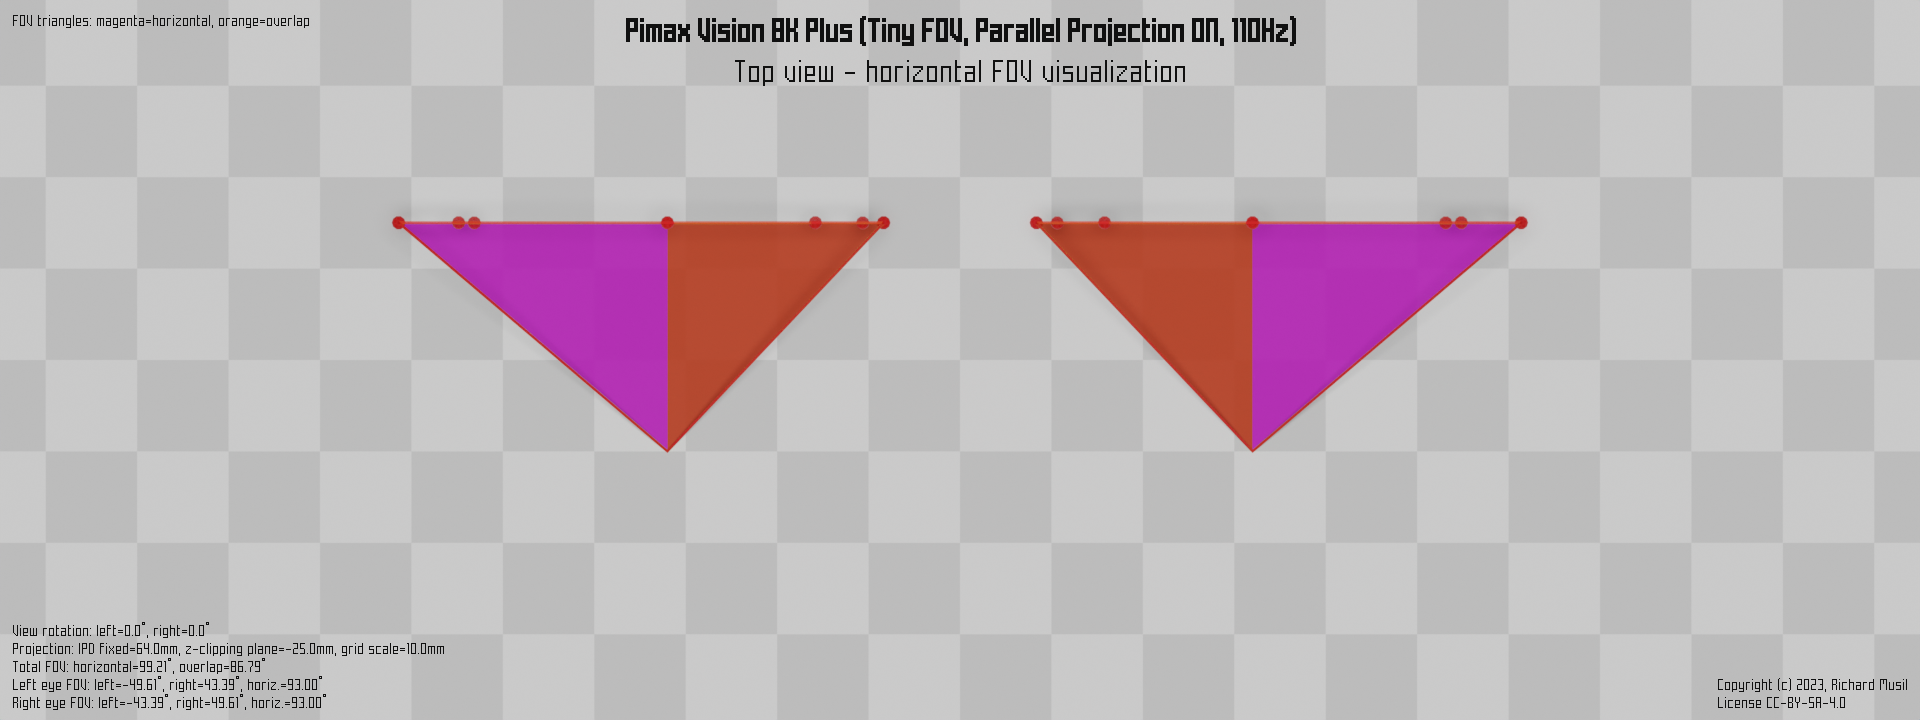 FOV triangles: magenta=horizontal, orange=overlap
Pimax Vision 8K Plus (Tiny FOV, Parallel Projection ON, 110Hz)
Top view - horizontal FOV visualization
View rotation: left=0.0°, right=0.0°
Projection: IPD fixed=64.0mm, z-clipping plane=-25.0mm, grid scale=10.0mm
Total FOV: horizontal=99.21°, overlap=86.79°
Left eye FOV: left=-49.61°, right=43.39°, horiz.=93.00°
Right eye FOV: left=-43.39°, right=49.61°, horiz.=93.00°
Copyright (c) 2023, Richard Musil
License CC-BY-SA-4.0